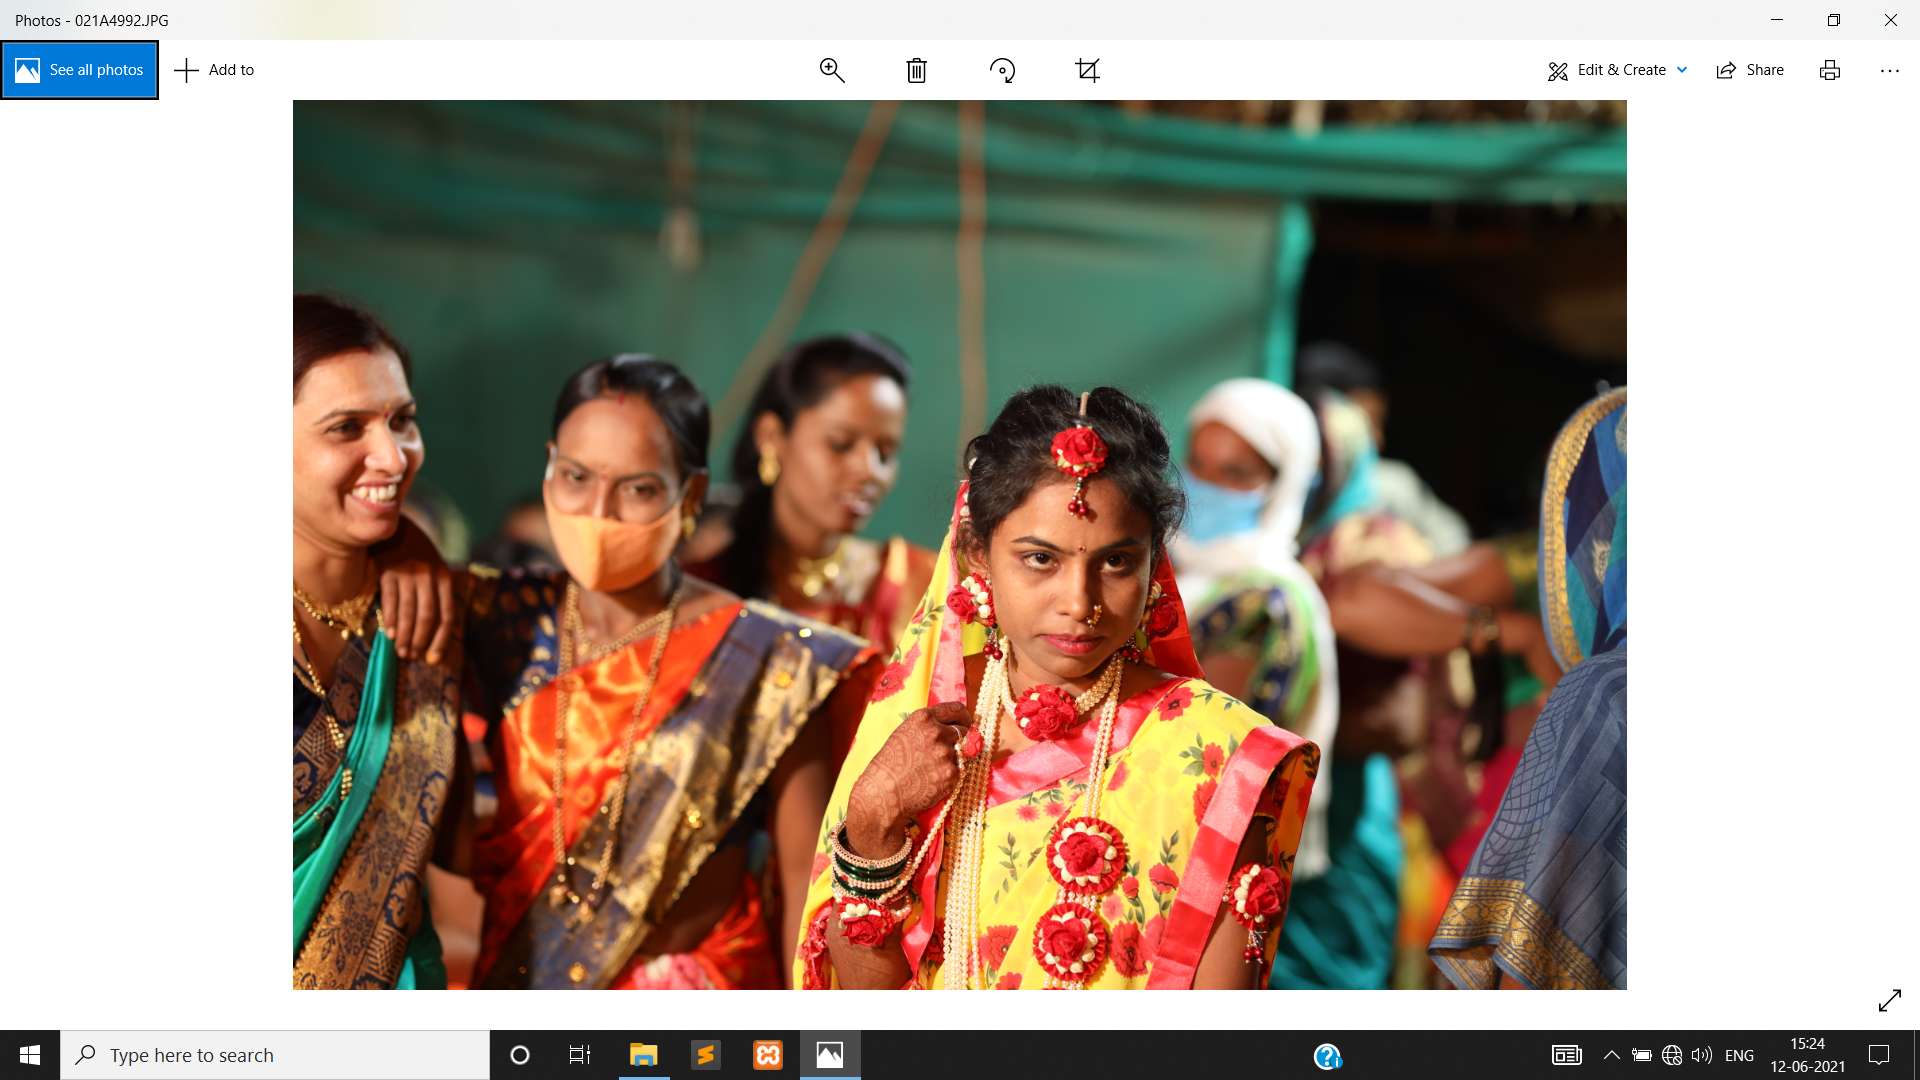 Photos - 021A4992.JPG
See all photos
Add to
Edit & Create
Share
Type here to search
ENG
15:24
12-06-2021